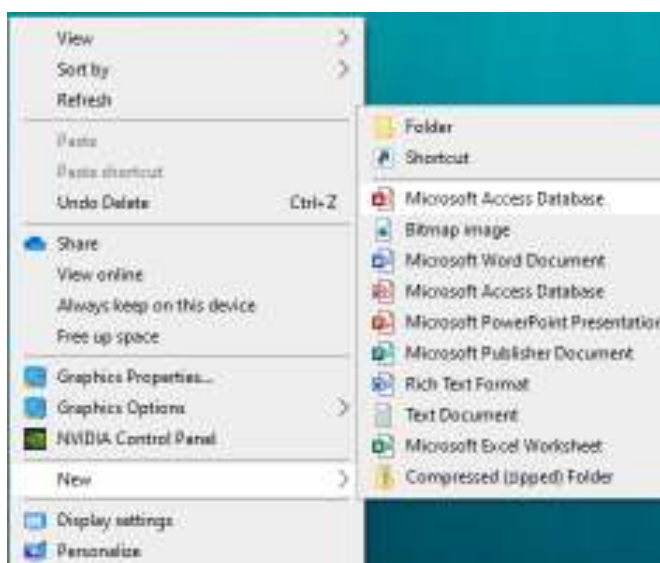 View
Sort by
Refresh
Paste
Paste shortcut
Undo Delete Ctrl+Z
Share
View online
Always keep on this device
Free up space
Graphics Properties...
Graphics Options
NVIDIA Control Panel
New
Display settings
Personalize
Folder
Shortcut
Microsoft Access Database
Bitmap image
Microsoft Word Document
Microsoft Access Database
Microsoft PowerPoint Presentation
Microsoft Publisher Document
Rich Text Format
Text Document
Microsoft Excel Worksheet
Compressed (zipped) Folder